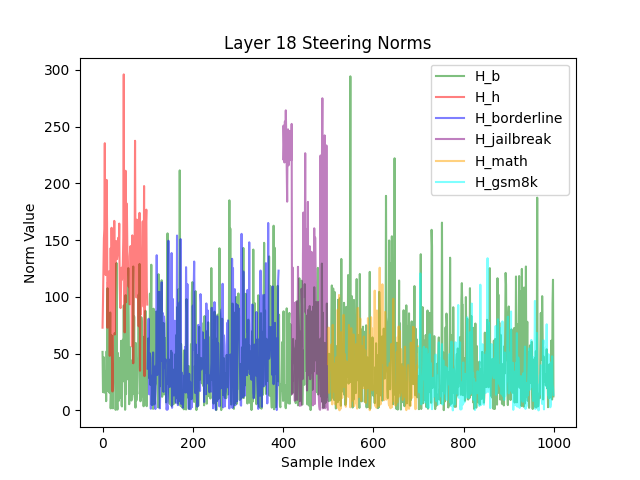 Layer 18 Steering Norms
Norm Value
300
250
200
150
100
50
0
H_b
H_h
H_borderline
H_jailbreak
H_math
H_gsm8k
0
200
400
600
800
1000
Sample Index